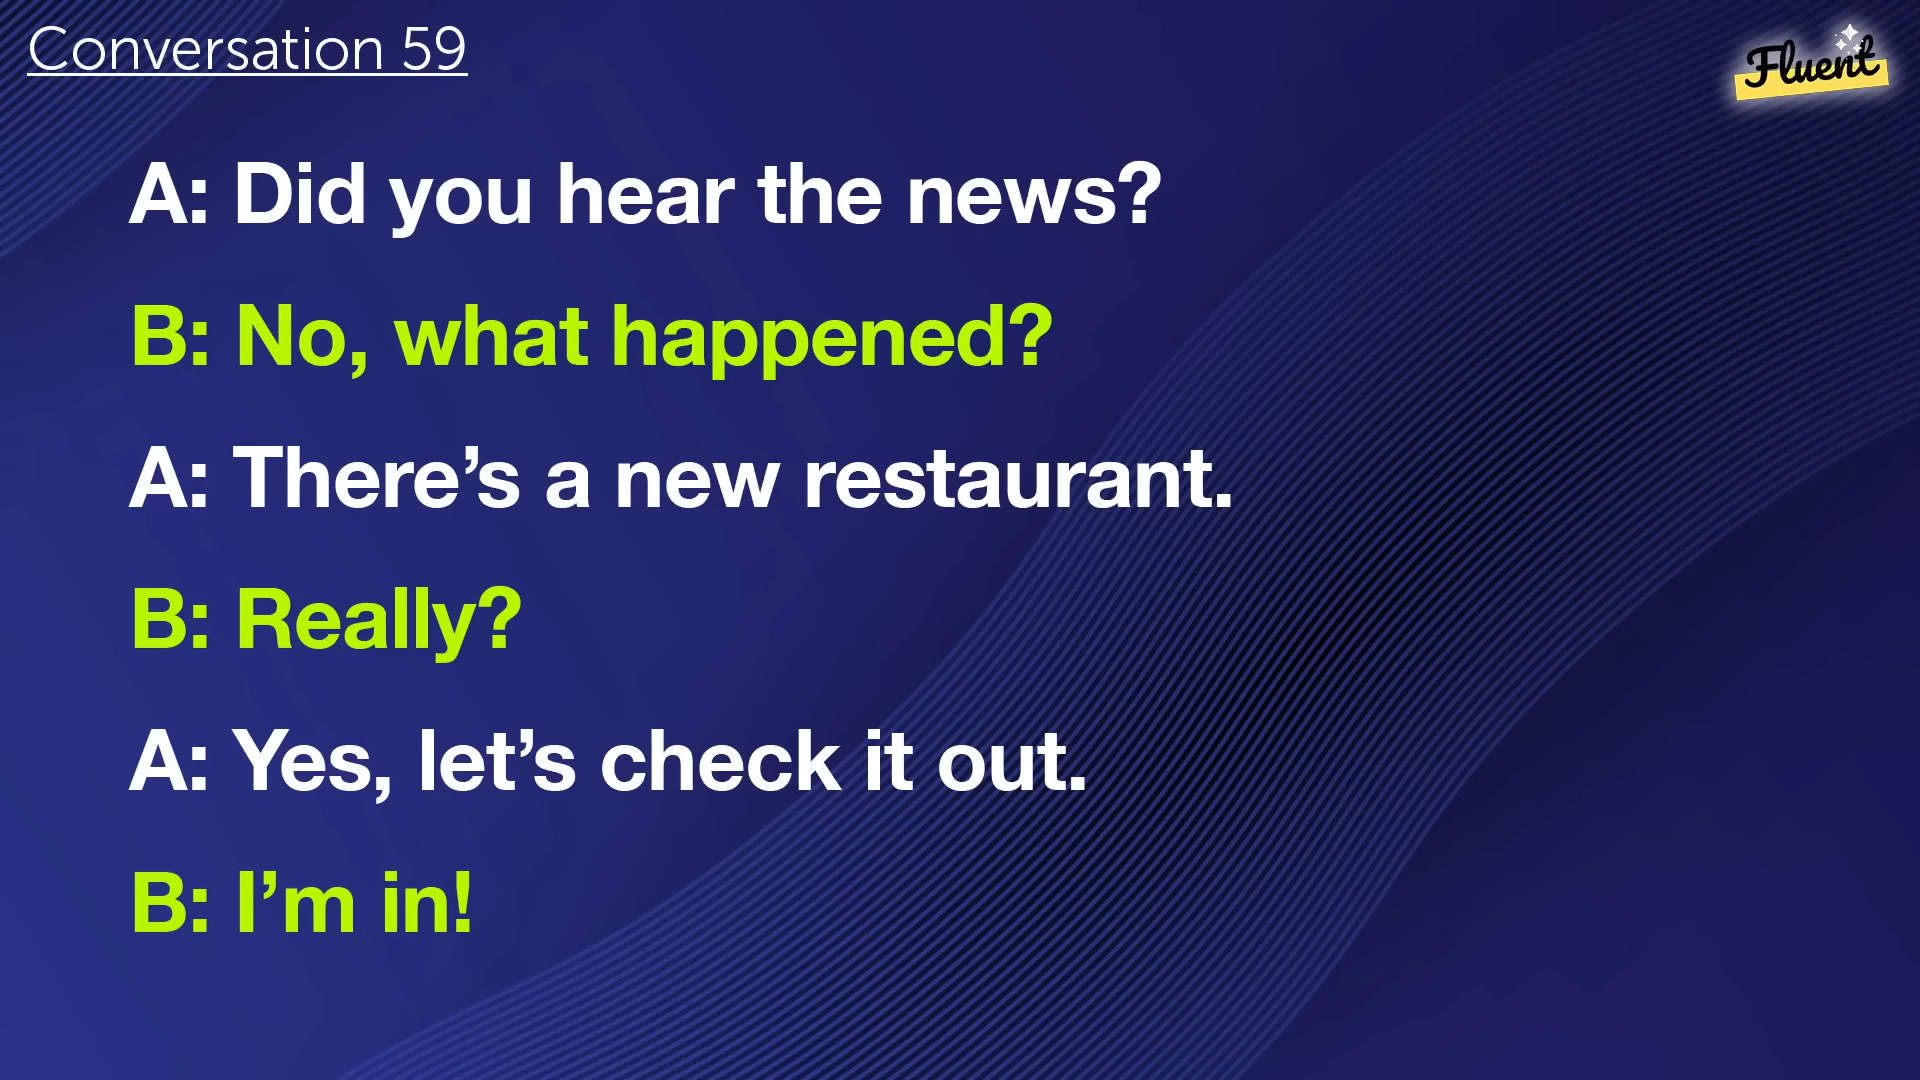 Conversation 59
Fluent
A: Did you hear the news?
B: No, what happened?
A: There’s a new restaurant.
B: Really?
A: Yes, let’s check it out.
B: I’m in!